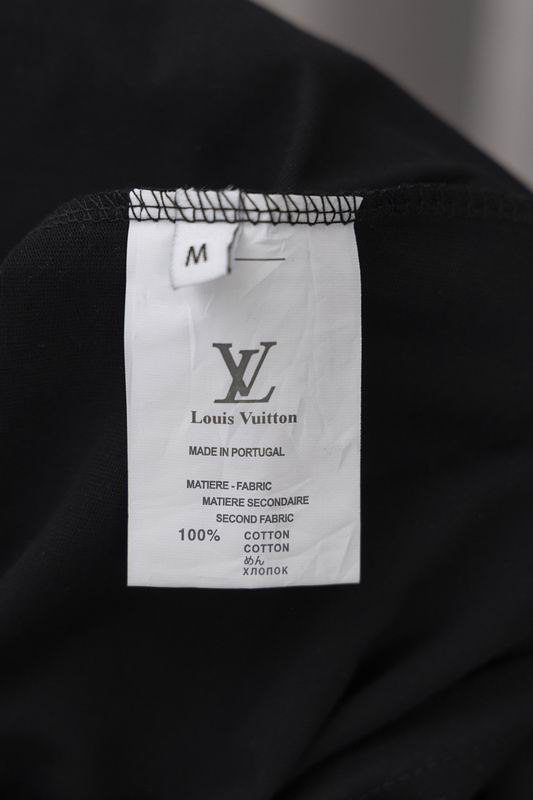 M
LV
Louis Vuitton
MADE IN PORTUGAL
MATIERE - FABRIC
MATIERE SECONDAIRE
SECOND FABRIC
100% COTTON
COTTON
めん
ХЛОПОК